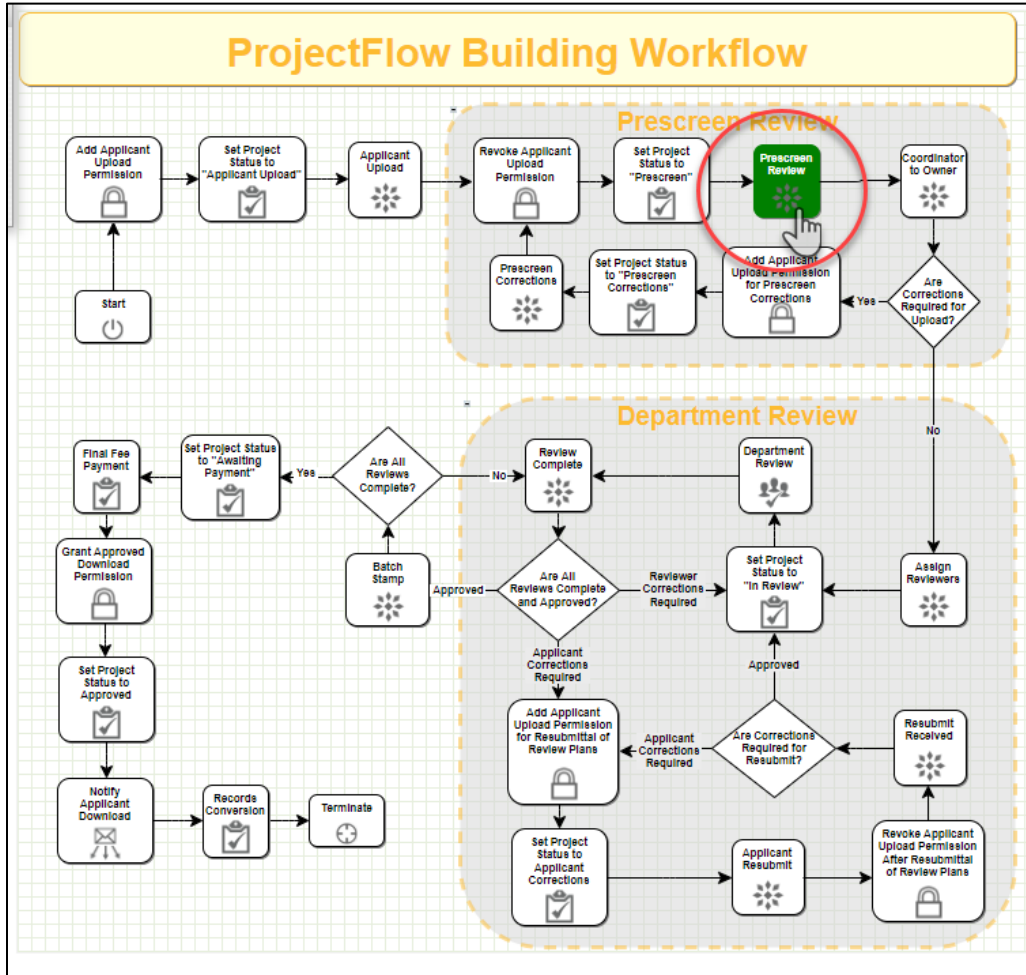 ProjectFlow Building Workflow
Prescreen Review
Add Applicant
Upload
Permission
Set Project
Status to
"Applicant Upload"
Applicant
Upload
Revoke Applicant
Upload
Permission
Set Project
Status to
"Prescreen"
Prescreen
Review
Coordinator
to Owner
Start
Prescreen
Corrections
Set Project Status
to "Prescreen
Corrections"
Add Applicant
Upload Permission
for Prescreen
Corrections
Yes
Are
Corrections
Required for
Upload?
No
Department Review
Final Fee
Payment
Set Project Status
to "Awaiting
Payment"
Yes
Are All
Reviews
Complete?
No
Review
Complete
Department
Review
Grant Approved
Download
Permission
Batch
Stamp
Approved
Are All
Reviews Complete
and Approved?
Reviewer
Corrections
Required
Set Project
Status to
"In Review"
Assign
Reviewers
Set Project
Status to
Approved
Applicant
Corrections
Required
Approved
Add Applicant
Upload Permission
for Resubmittal of
Review Plans
Applicant
Corrections
Required
Are Corrections
Required for
Resubmit?
Resubmit
Received
Notify
Applicant
Download
Records
Conversion
Terminate
Set Project
Status to
Applicant
Corrections
Applicant
Resubmit
Revoke Applicant
Upload Permission
After Resubmittal
of Review Plans